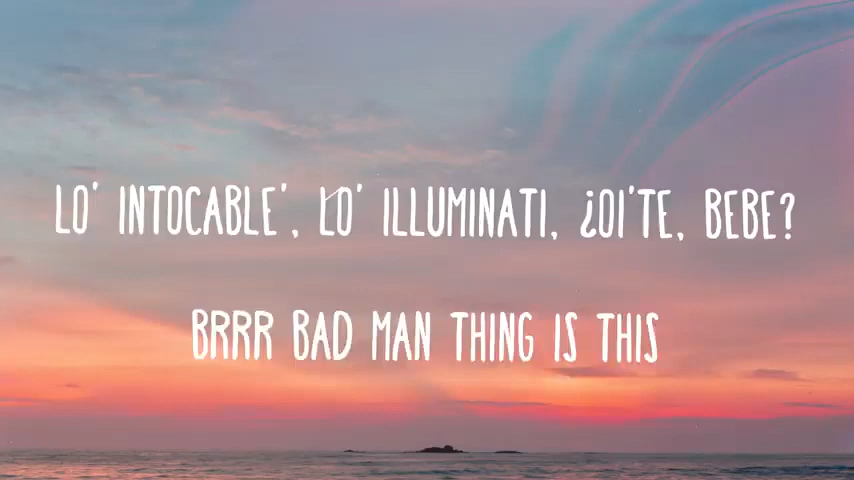 LO' INTOCABLE', LO' ILLUMINATI, ¿OI'TE, BEBE?
BRRR BAD MAN THING IS THIS